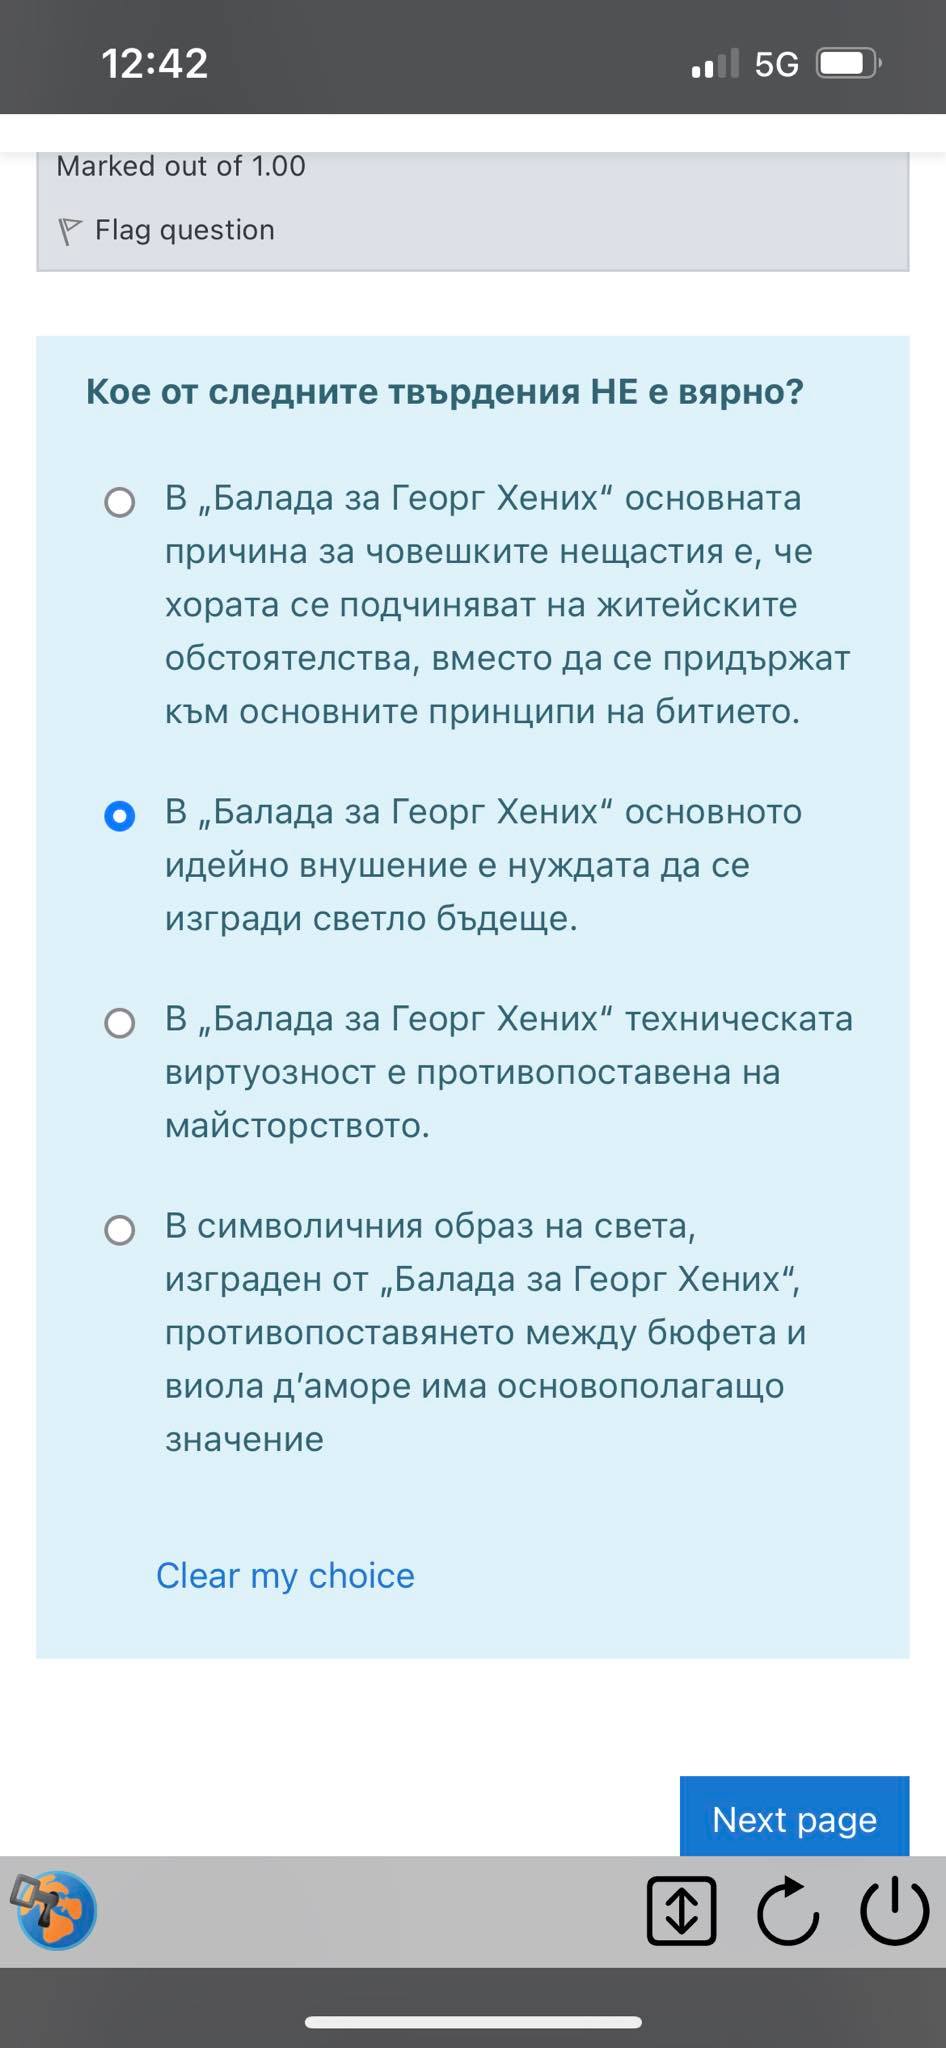 12:42
5G
Marked out of 1.00
Flag question
Кое от следните твърдения НЕ е вярно?
В „Балада за Георг Хених“ основната
причина за човешките нещастия е, че
хората се подчиняват на житейските
обстоятелства, вместо да се придържат
към основните принципи на битието.
В „Балада за Георг Хених“ основното
идейно внушение е нуждата да се
изгради светло бъдеще.
В „Балада за Георг Хених“ техническата
виртуозност е противопоставена на
майсторството.
В символичния образ на света,
изграден от „Балада за Георг Хених“,
противопоставянето между бюфета и
виола д’аморе има основополагащо
значение
Clear my choice
Next page